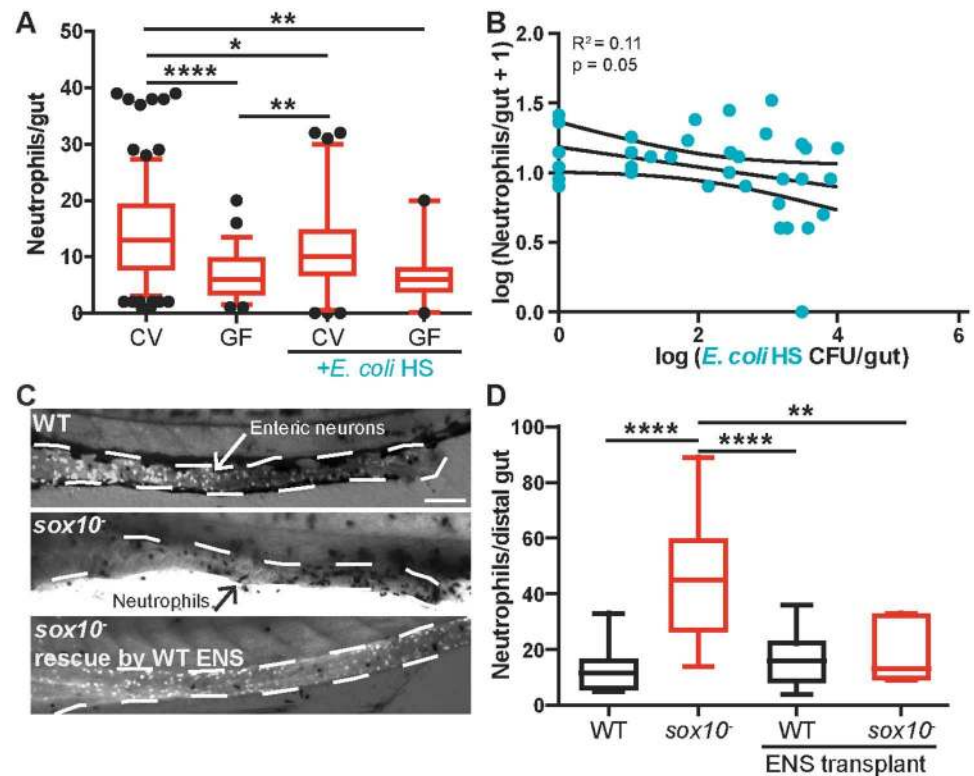 A
Neutrophils/gut
50
40
30
20
10
0
**
*
****
**
CV GF CV GF
+E. coli HS
B
log (Neutrophils/gut + 1)
2.0
1.5
1.0
0.5
0.0
R² = 0.11
p = 0.05
0 2 4 6
log (E. coli HS CFU/gut)
C
WT
Enteric neurons
sox10⁻
Neutrophils
sox10⁻
rescue by WT ENS
D
Neutrophils/distal gut
100
80
60
40
20
0
**
**** ****
WT sox10⁻ WT sox10⁻
ENS transplant